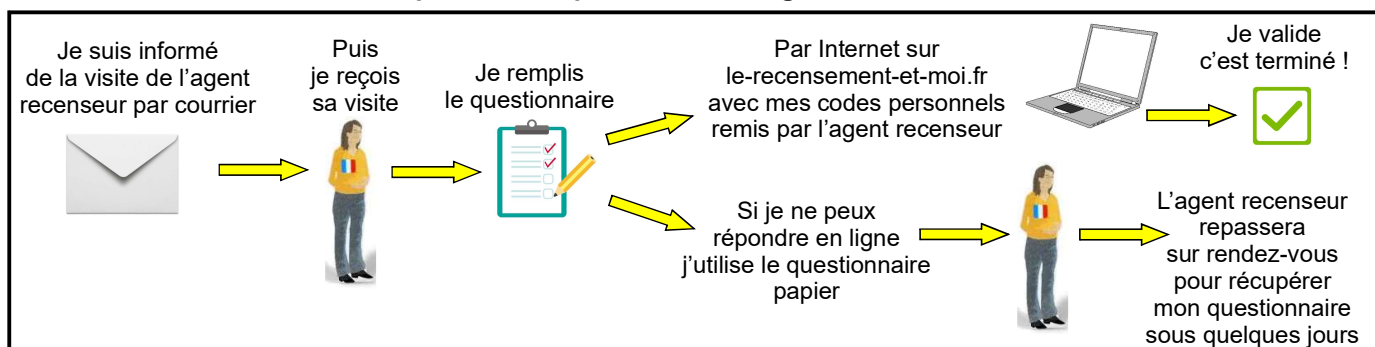 Je suis informé
de la visite de l’agent
recenseur par courrier
Puis
je reçois
sa visite
Je remplis
le questionnaire
Par Internet sur
le-recensement-et-moi.fr
avec mes codes personnels
remis par l’agent recenseur
Je valide
c’est terminé !
Si je ne peux
répondre en ligne
j’utilise le questionnaire
papier
L’agent recenseur
repassera
sur rendez-vous
pour récupérer
mon questionnaire
sous quelques jours